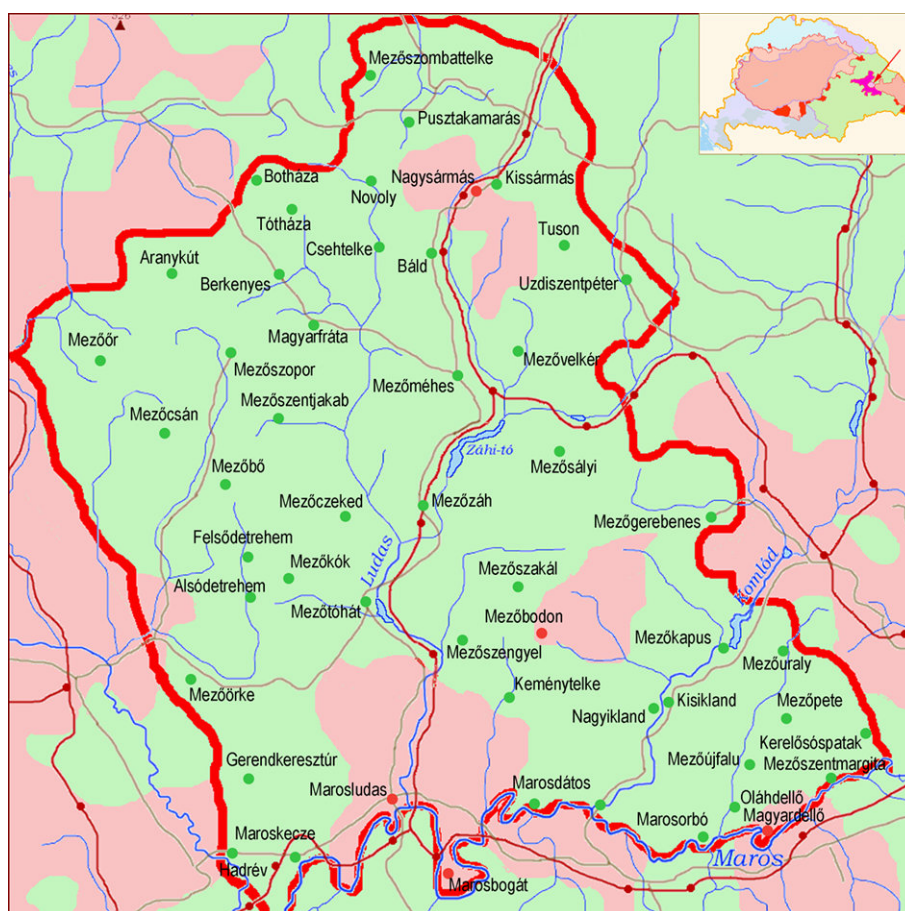 326
Mezőszombattelke
Pusztakamarás
Botháza
Novoly
Nagysármás
Kissármás
Tótháza
Csehtelke
Báld
Tuson
Aranykút
Berkenyes
Uzdiszentpéter
Magyarfráta
Mezőőr
Mezőszopor
Mezővelkér
Mezőméhes
Mezőszentjakab
Mezőcsán
Záhi-tó
Mezősályi
Mezőbő
Mezőczeked
Mezőzáh
Mezőgerebenes
Felsődetrehem
Ludas
Komlód
Mezőkók
Mezőszakál
Alsódetrehem
Mezőtóhát
Mezőbodon
Mezőszengyel
Mezőkapus
Mezőuraly
Mezőörke
Keménytelke
Nagyikland
Kisikland
Mezőpete
Kerelősóspatak
Gerendkeresztúr
Mezőújfalu
Mezőszentmargita
Marosludas
Marosdátos
Oláhdellő
Magyardellő
Marosorbó
Maroskecze
Hadrév
Maros
Marosbogát